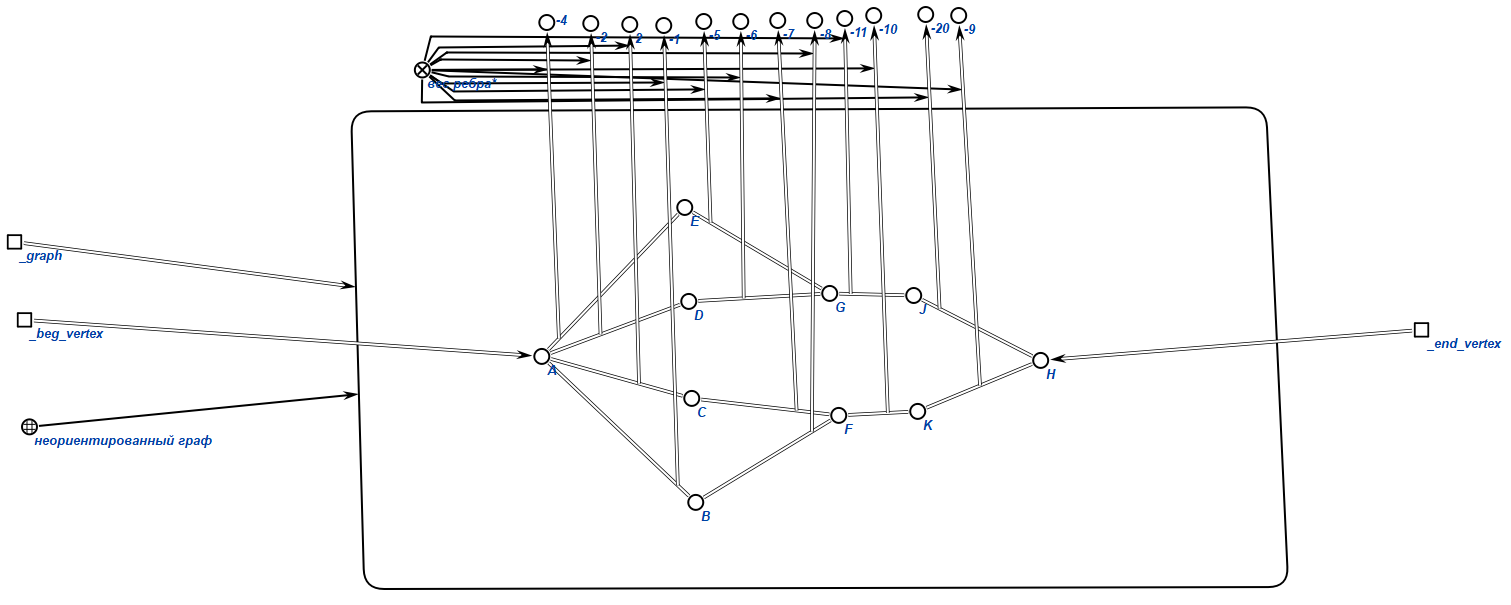 -4
-2
2
-1
-5
-6
-7
-8
-11
-10
-20
-9
вес ребра*
E
_graph
D
G
J
_beg_vertex
_end_vertex
A
H
C
F
K
неориентированный граф
B